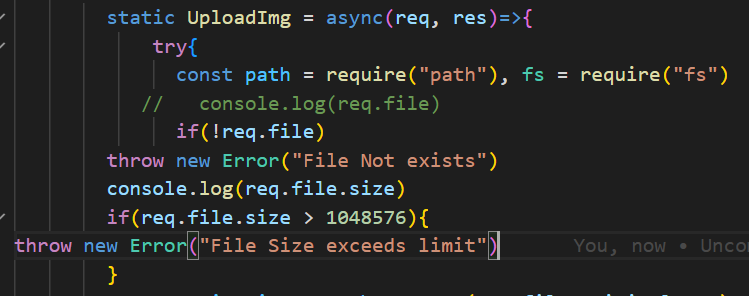 static UploadImg = async(req, res)=>{
try{
const path = require("path"), fs = require("fs")
//   console.log(req.file)
if(!req.file)
throw new Error("File Not exists")
console.log(req.file.size)
if(req.file.size > 1048576){
throw new Error("File Size exceeds limit")     You, now • Uncor
}